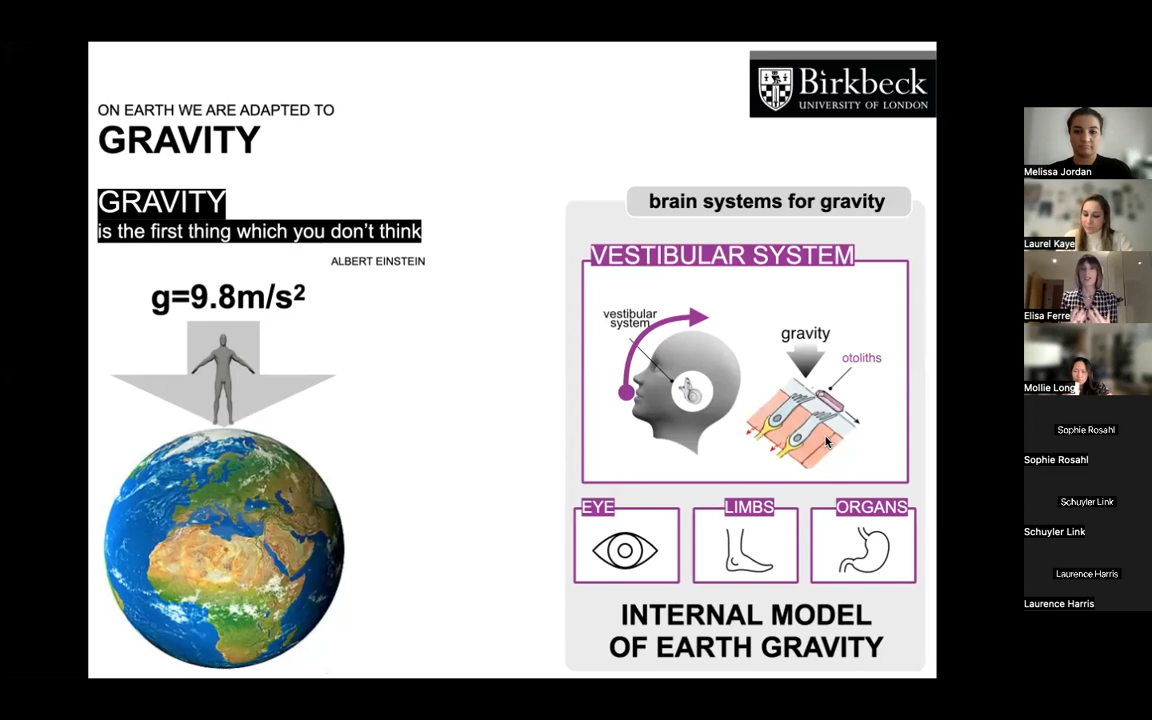 Birkbeck
UNIVERSITY OF LONDON
ON EARTH WE ARE ADAPTED TO
GRAVITY
GRAVITY
is the first thing which you don't think
ALBERT EINSTEIN
g=9.8m/s²
brain systems for gravity
VESTIBULAR SYSTEM
vestibular
system
gravity
otoliths
EYE
LIMBS
ORGANS
INTERNAL MODEL
OF EARTH GRAVITY
Melissa Jordan
Laurel Kaye
Elisa Ferre
Mollie Long
Sophie Rosahl
Sophie Rosahl
Schuyler Link
Schuyler Link
Laurence Harris
Laurence Harris